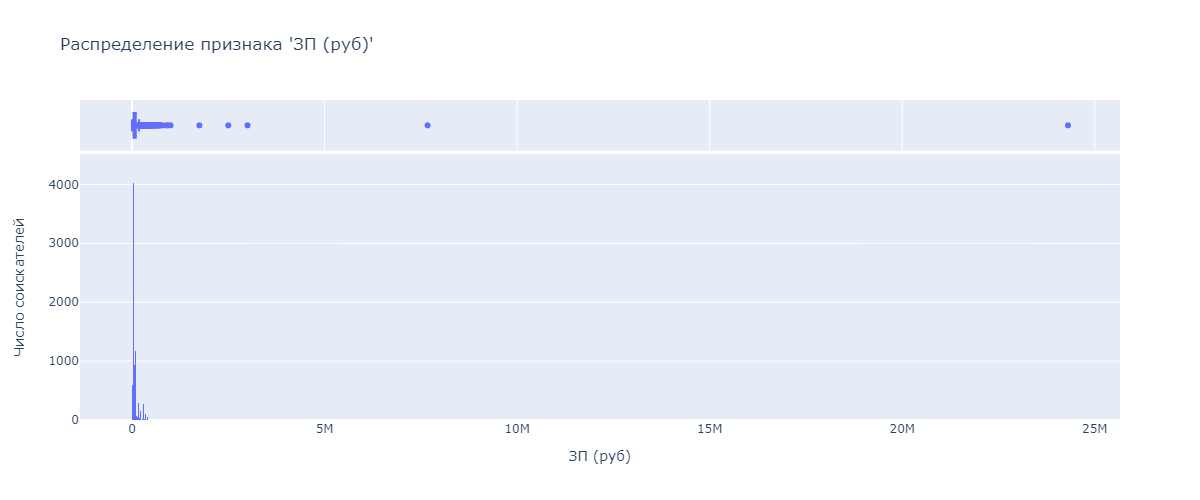 Распределение признака 'ЗП (руб)'
Число соискателей
4000
3000
2000
1000
0
0 5M 10M 15M 20M 25M
ЗП (руб)